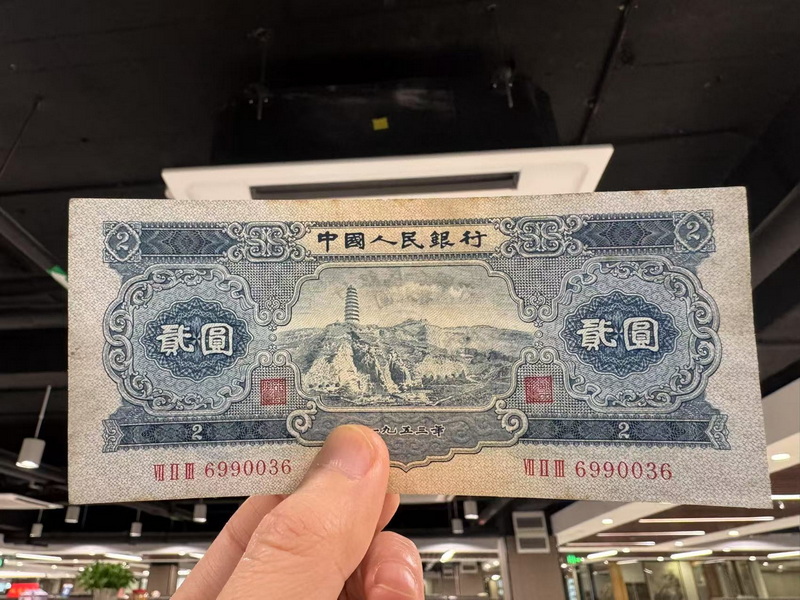 2 中國人民銀行 2
貳圓 貳圓
2 一九五三年 2
Ⅶ Ⅱ Ⅲ 6990036 Ⅶ Ⅱ Ⅲ 6990036